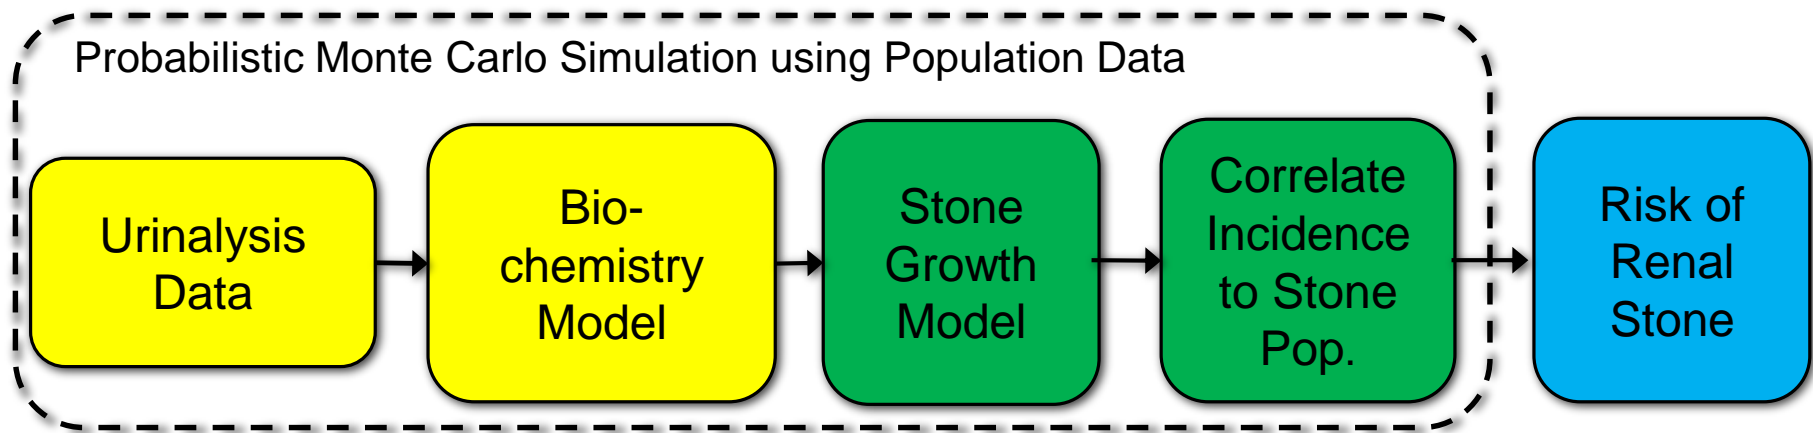 Probabilistic Monte Carlo Simulation using Population Data
Urinalysis
Data
Bio-
chemistry
Model
Stone
Growth
Model
Correlate
Incidence
to Stone
Pop.
Risk of
Renal
Stone